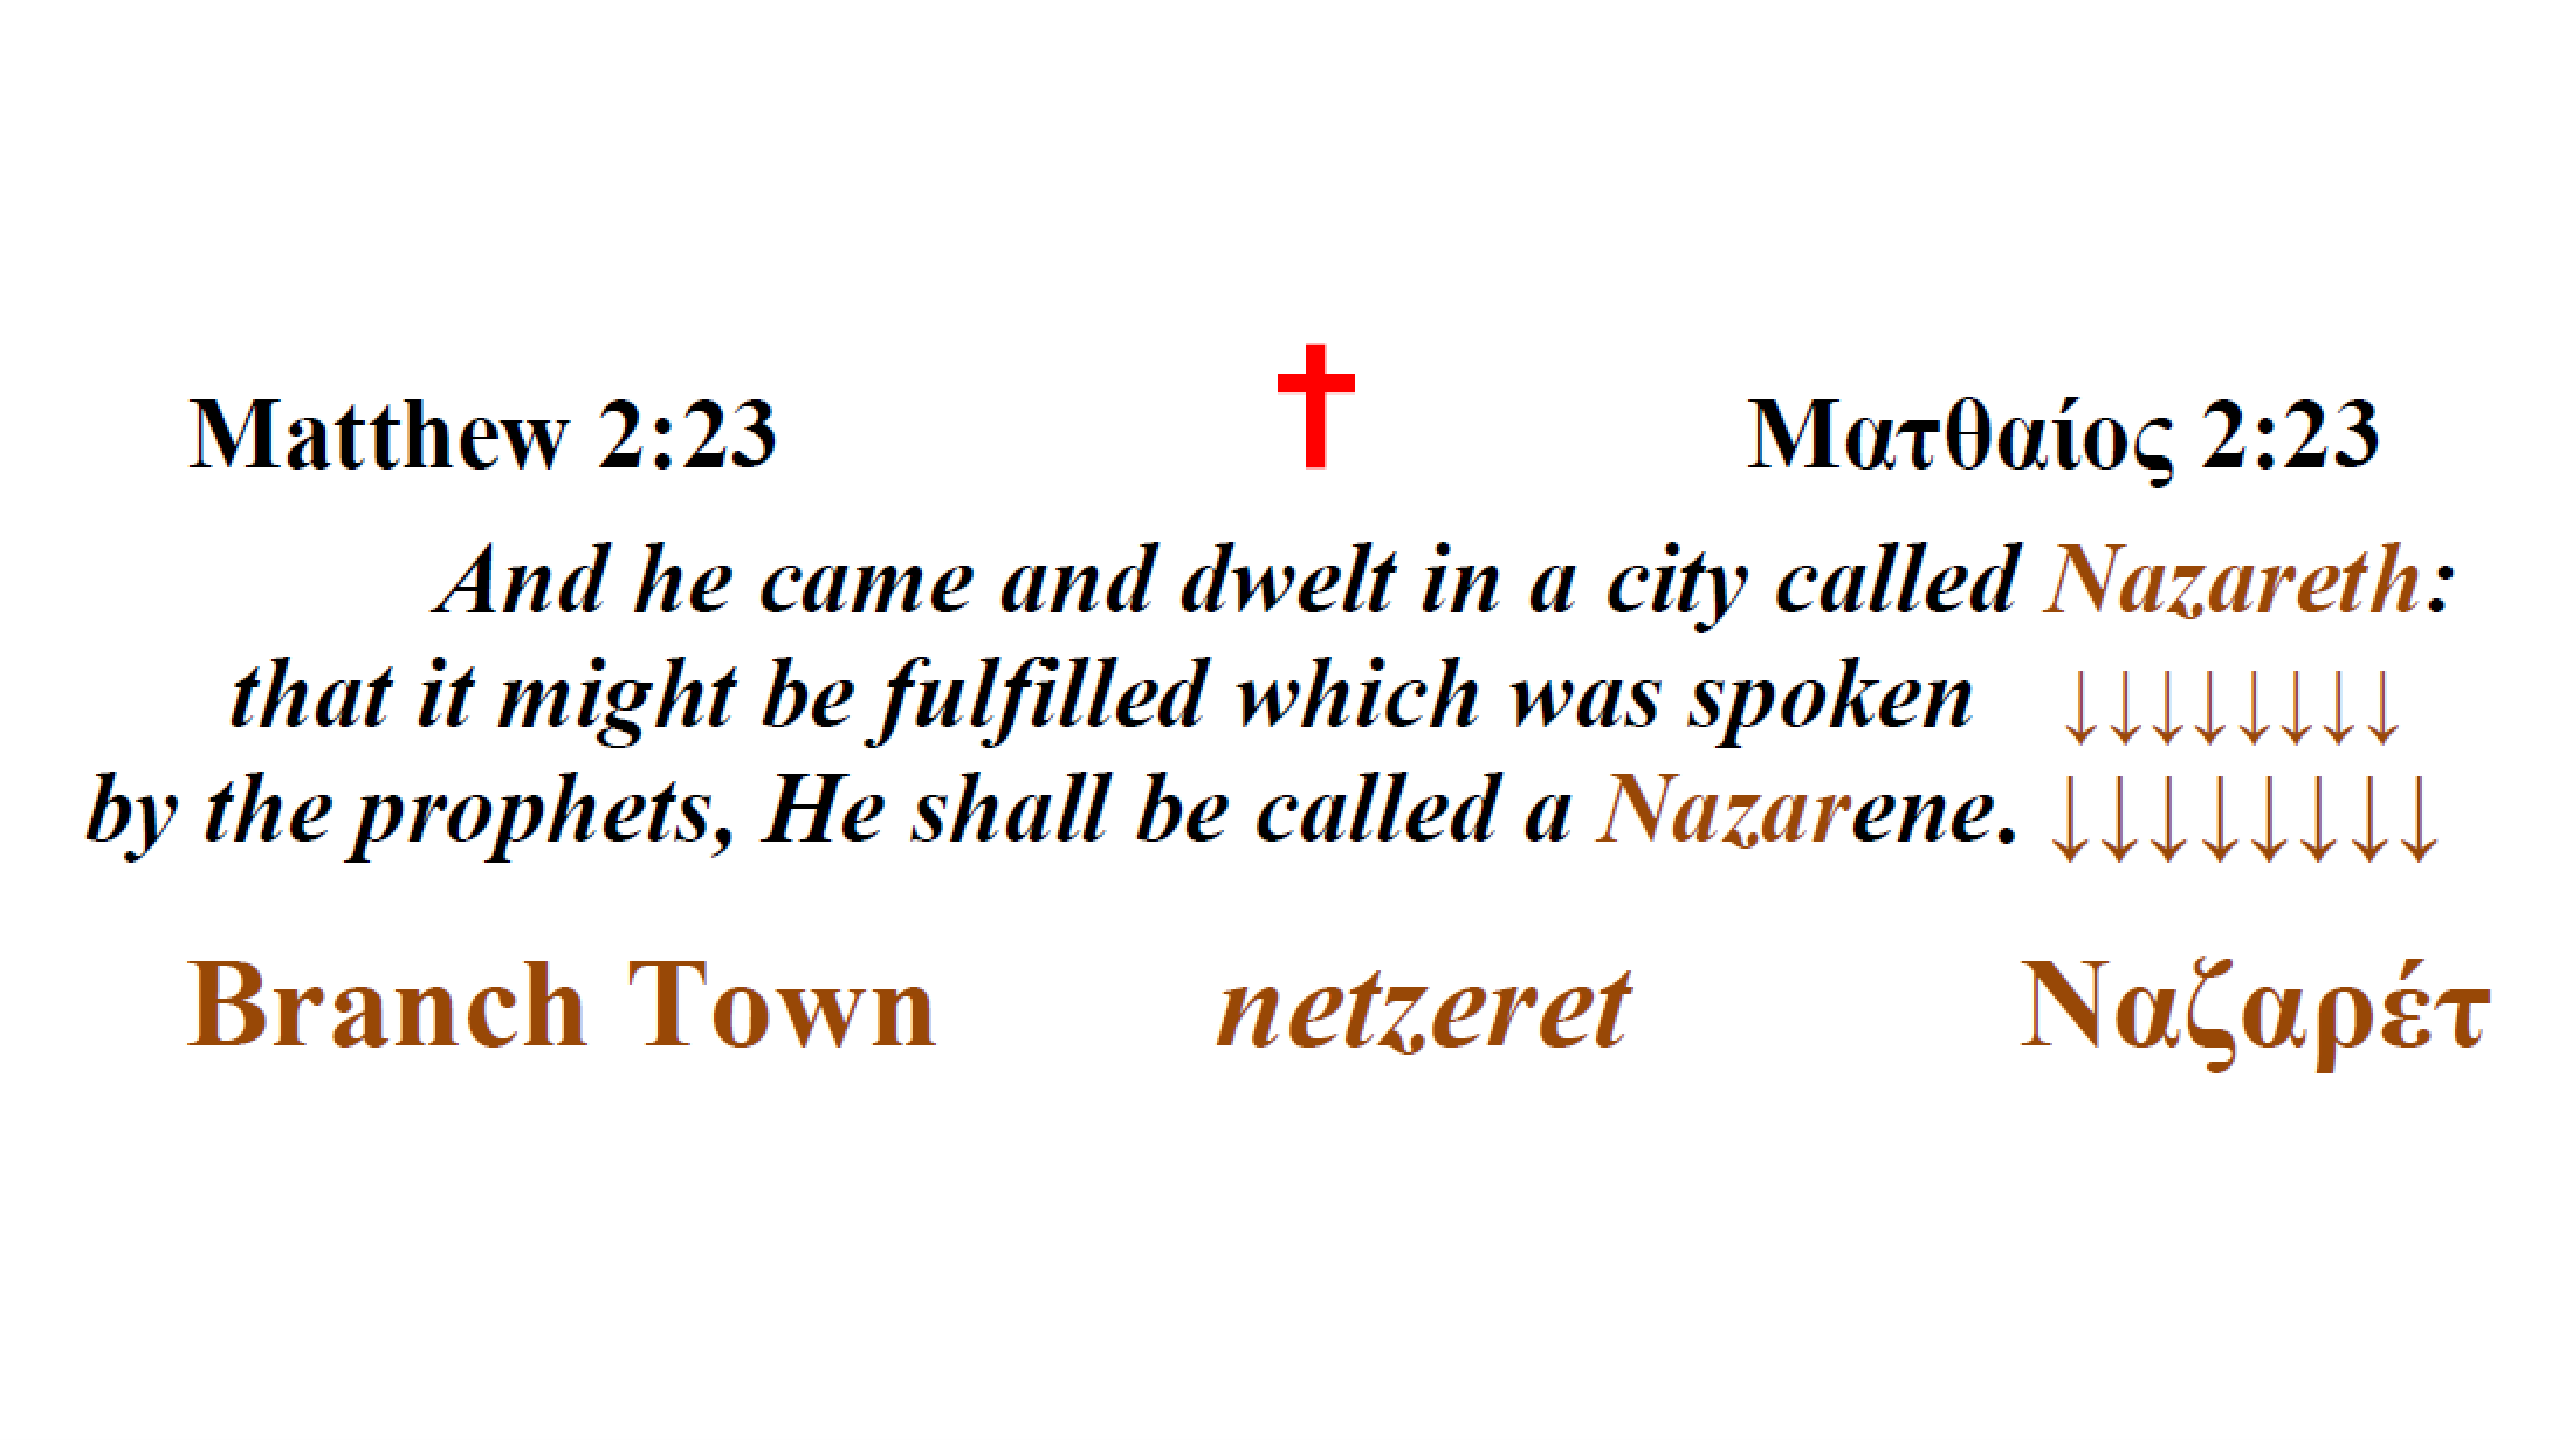 Matthew 2:23 ✝ Ματθαίος 2:23
And he came and dwelt in a city called Nazareth:
that it might be fulfilled which was spoken ↓↓↓↓↓↓↓↓
by the prophets, He shall be called a Nazarene. ↓↓↓↓↓↓↓↓
Branch Town netzeret Ναζαρέτ